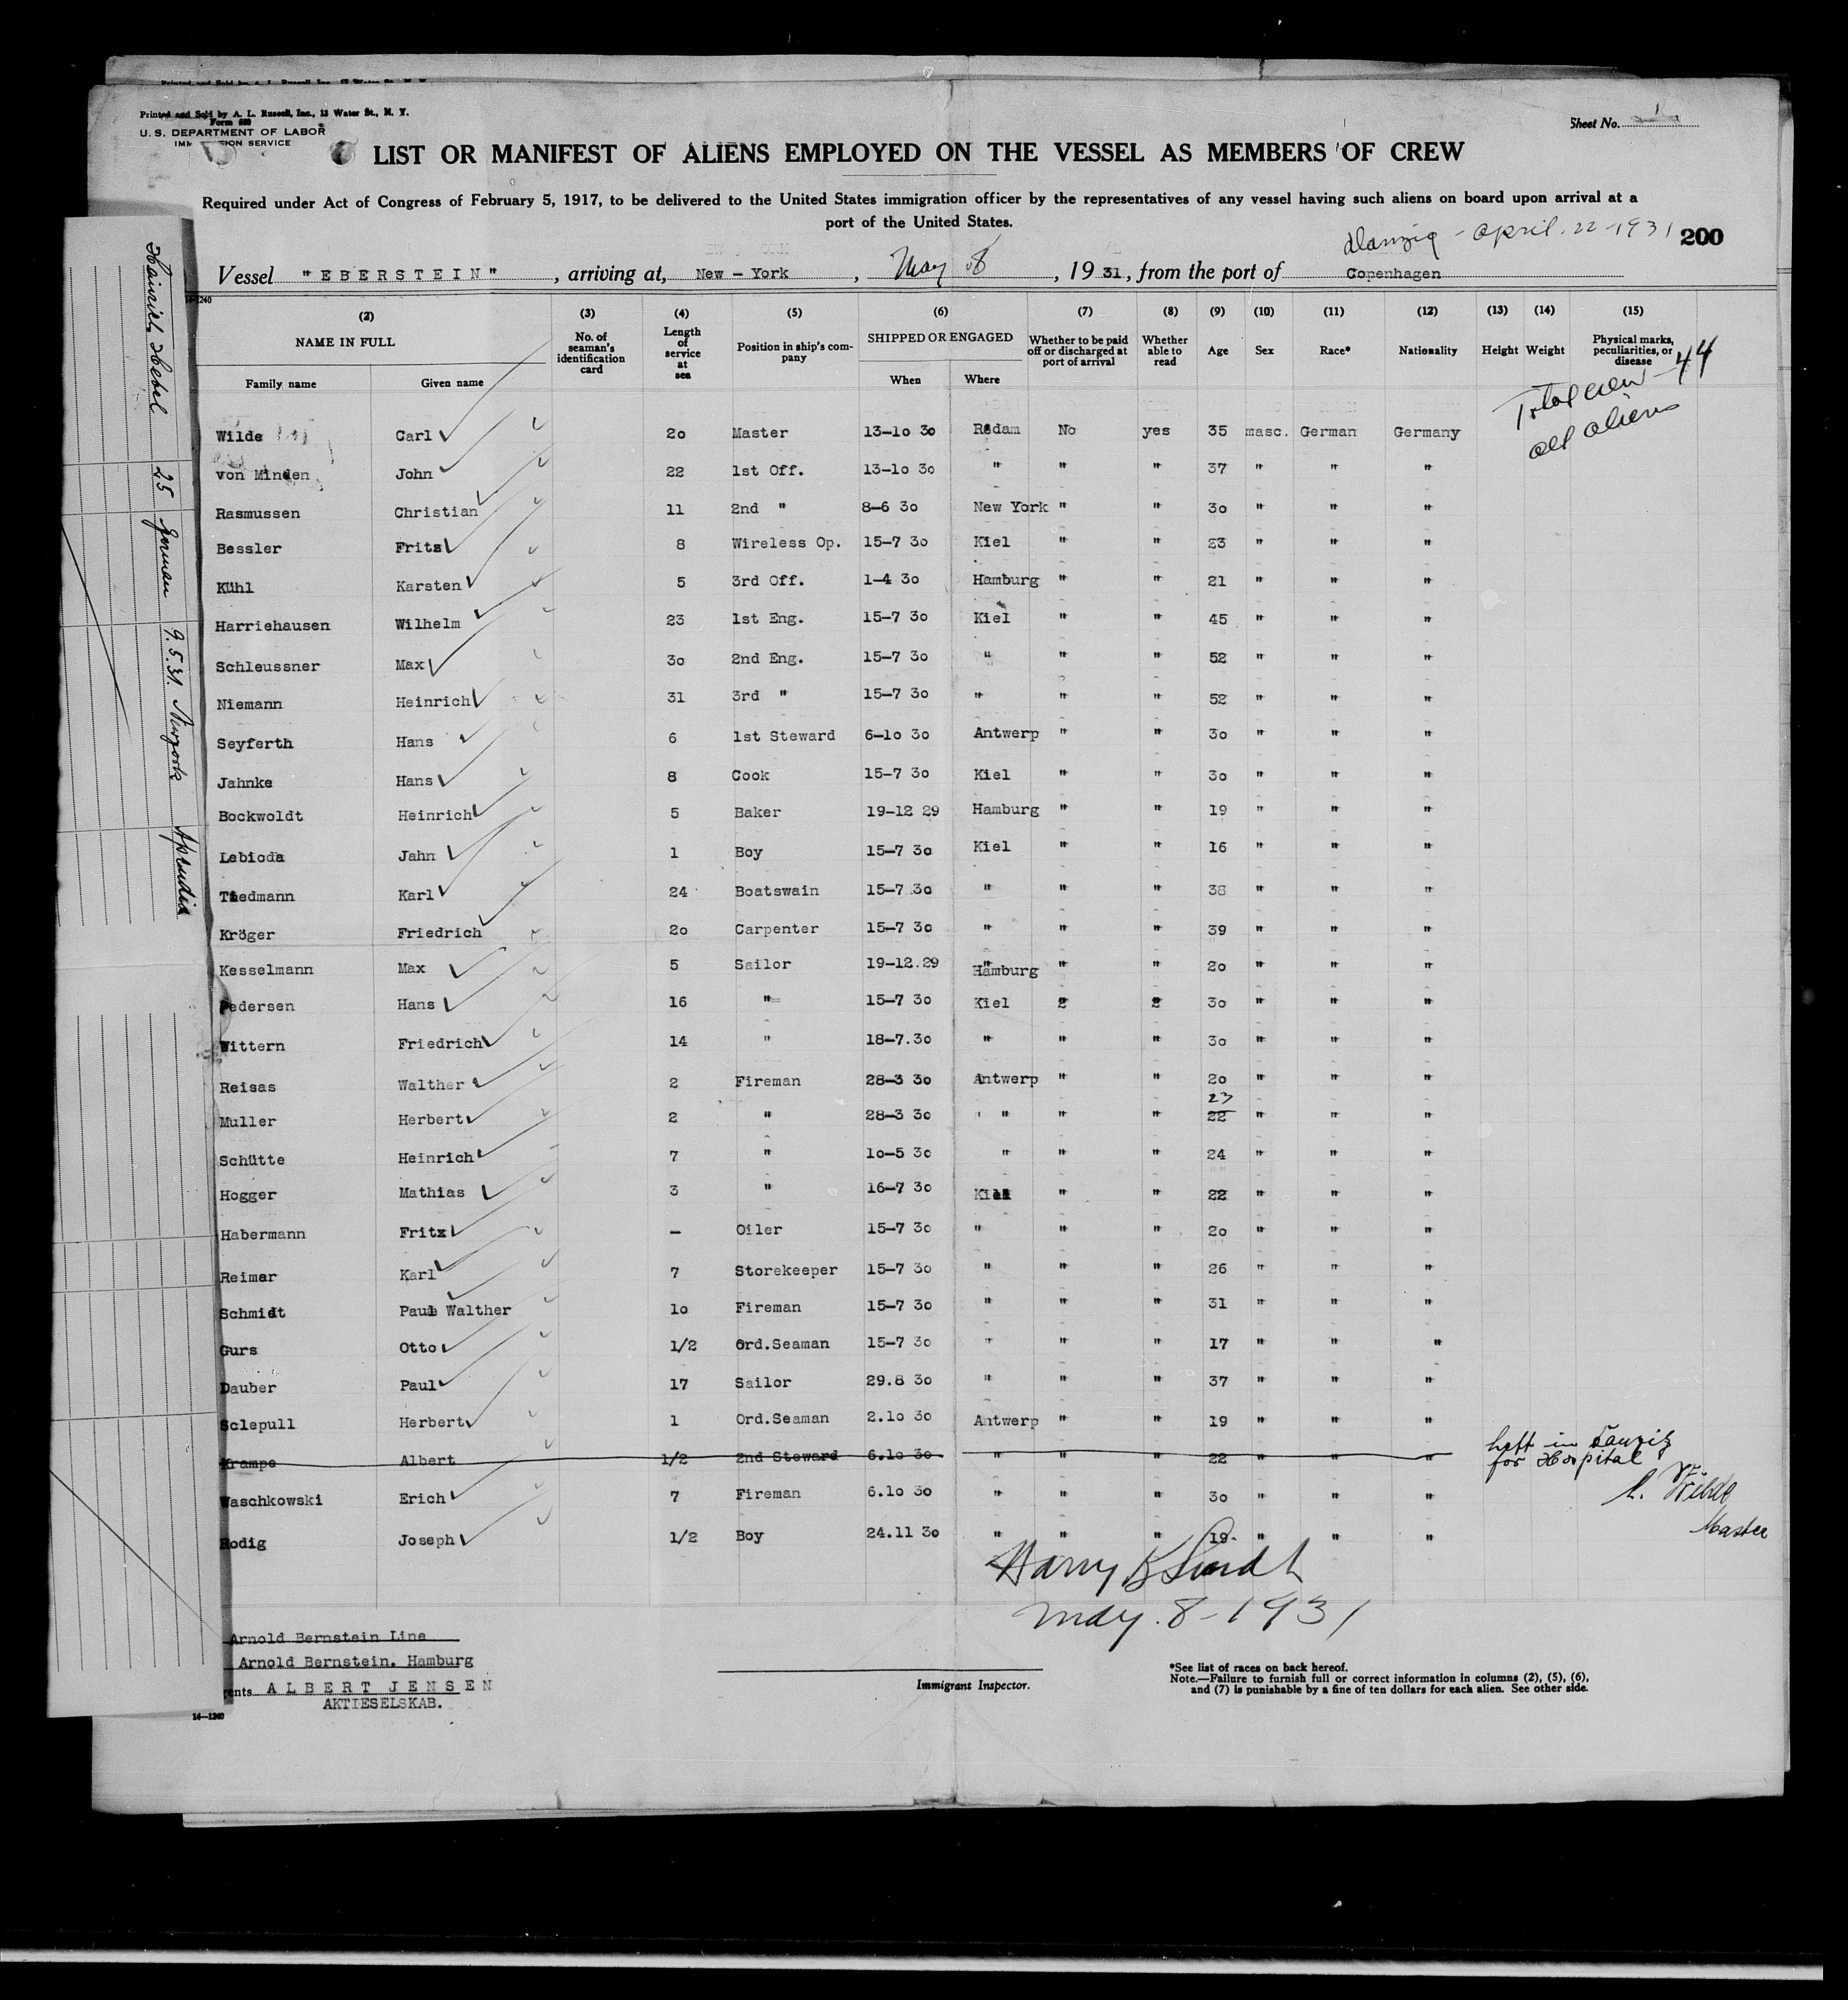 Printed and Sold by A. L. Russell, Inc., 13 Water St., N. Y.
Form 680
U. S. DEPARTMENT OF LABOR
IMMIGRATION SERVICE
Sheet No. 1
LIST OR MANIFEST OF ALIENS EMPLOYED ON THE VESSEL AS MEMBERS OF CREW
Required under Act of Congress of February 5, 1917, to be delivered to the United States immigration officer by the representatives of any vessel having such aliens on board upon arrival at a
port of the United States.
Danzig - April. 22 - 1931 200
Vessel "EBERSTEIN", arriving at, New - York, May 8, 1931, from the port of Copenhagen
14-1240
(2) (3) (4) (5) (6) (7) (8) (9) (10) (11) (12) (13) (14) (15)
NAME IN FULL No. of seaman's identification card Length of service at sea Position in ship's company SHIPPED OR ENGAGED Whether to be paid off or discharged at port of arrival Whether able to read Age Sex Race* Nationality Height Weight Physical marks, peculiarities, or disease
Family name Given name When Where
Total crew - 44
all aliens
Wilde Carl 20 Master 13-10 30 Rodam No yes 35 masc. German Germany
von Minden John 22 1st Off. 13-10 30 " " " 37 " " "
Rasmussen Christian 11 2nd " 8-6 30 New York " " 30 " " "
Bessler Fritz 8 Wireless Op. 15-7 30 Kiel " " 23 " " "
Kühl Karsten 5 3rd Off. 1-4 30 Hamburg " " 21 " " "
Harriehausen Wilhelm 23 1st Eng. 15-7 30 Kiel " " 45 " " "
Schleussner Max 30 2nd Eng. 15-7 30 " " " 52 " " "
Niemann Heinrich 31 3rd " 15-7 30 " " " 52 " " "
Seyferth Hans 6 1st Steward 6-10 30 Antwerp " " 30 " " "
Jahnke Hans 8 Cook 15-7 30 Kiel " " 30 " " "
Bockwoldt Heinrich 5 Baker 19-12 29 Hamburg " " 19 " " "
Lebioda Jahn 1 Boy 15-7 30 Kiel " " 16 " " "
Tiedmann Karl 24 Boatswain 15-7 30 " " " 38 " " "
Kröger Friedrich 20 Carpenter 15-7 30 " " " 39 " " "
Kesselmann Max 5 Sailor 19-12.29 Hamburg " " 20 " " "
Pedersen Hans 16 " 15-7 30 Kiel " " 30 " " "
Wittern Friedrich 14 " 18-7.30 " " " 30 " " "
Reisas Walther 2 Fireman 28-3 30 Antwerp " " 20 " " "
23
Muller Herbert 2 " 28-3 30 " " " 22 " " "
Schütte Heinrich 7 " 10-5 30 " " " 24 " " "
Hogger Mathias 3 " 16-7 30 Kiel " " 22 " " "
Habermann Fritz - Oiler 15-7 30 " " " 20 " " "
Reimer Karl 7 Storekeeper 15-7 30 " " " 26 " " "
Schmidt Paul Walther 10 Fireman 15-7 30 " " " 31 " " "
Gurs Otto 1/2 Ord.Seaman 15-7 30 " " " 17 " " "
Dauber Paul 17 Sailor 29.8 30 " " " 37 " " "
Sclepull Herbert 1 Ord.Seaman 2.10 30 Antwerp " " 19 " " "
Krampe Albert 1/2 2nd Steward 6.10 30 " " " 22 " " " left in Danzig
for Hospital
Waschkowski Erich 7 Fireman 6.10 30 " " " 30 " " " C. Wilde
Master
Rodig Joseph 1/2 Boy 24.11 30 " " " 19 " " "
May. 8 - 1931
Arnold Bernstein Line
Arnold Bernstein. Hamburg
gents ALBERT JENSEN
AKTIESELSKAB.
14-1240
Immigrant Inspector.
*See list of races on back hereof.
Note.—Failure to furnish full or correct information in columns (2), (5), (6),
and (7) is punishable by a fine of ten dollars for each alien. See other side.
Heinrich Hebel 25 German 9.5.31.